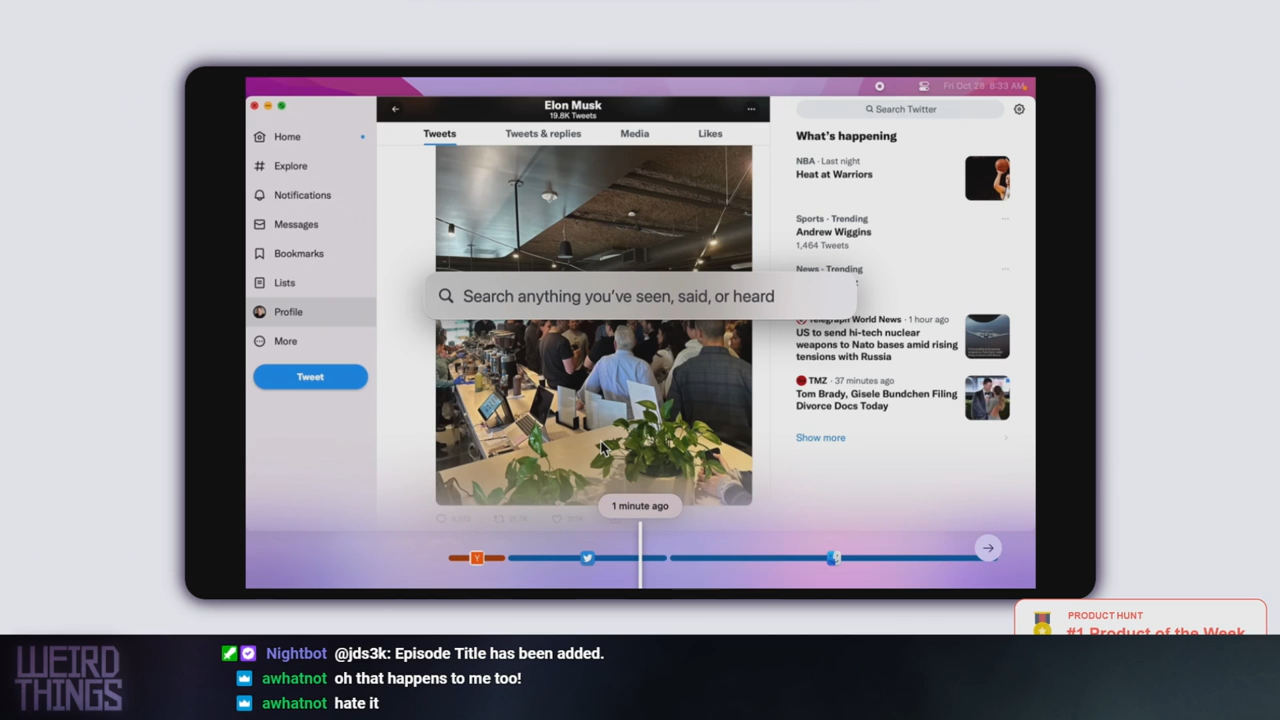 Fri Oct 28 8:33 AM
Elon Musk
19.8K Tweets
Tweets
Tweets & replies
Media
Likes
Home
Explore
Notifications
Messages
Bookmarks
Lists
Profile
More
Tweet
Search Twitter
What's happening
NBA · Last night
Heat at Warriors
Sports · Trending
Andrew Wiggins
1,464 Tweets
News · Trending
Telegraph World News · 1 hour ago
US to send hi-tech nuclear
weapons to Nato bases amid rising
tensions with Russia
TMZ · 37 minutes ago
Tom Brady, Gisele Bundchen Filing
Divorce Docs Today
Show more
Search anything you've seen, said, or heard
1 minute ago
Y
PRODUCT HUNT
#1 Product of the Week
WEIRD
THINGS
Nightbot @jds3k: Episode Title has been added.
awhatnot oh that happens to me too!
awhatnot hate it